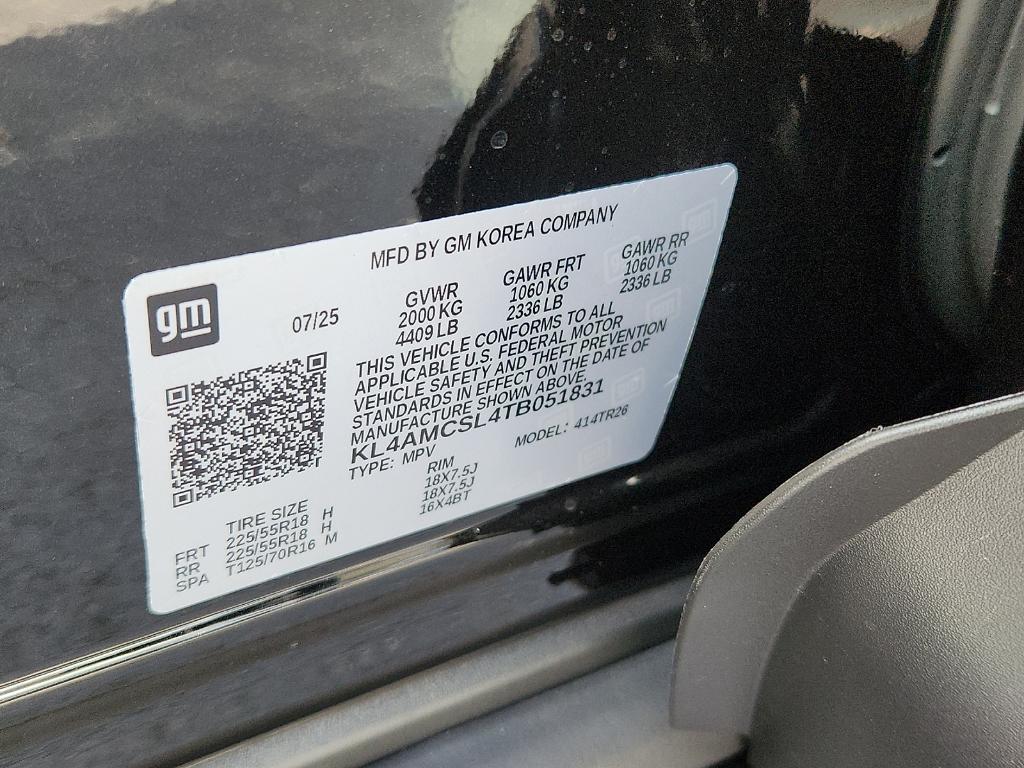 MFD BY GM KOREA COMPANY
gm
07/25
GVWR GAWR FRT GAWR RR
2000 KG 1060 KG 1060 KG
4409 LB 2336 LB 2336 LB
THIS VEHICLE CONFORMS TO ALL
APPLICABLE U.S. FEDERAL MOTOR
VEHICLE SAFETY AND THEFT PREVENTION
STANDARDS IN EFFECT ON THE DATE OF
MANUFACTURE SHOWN ABOVE.
KL4AMCSL4TB051831
TYPE: MPV MODEL: 414TR26
TIRE SIZE RIM
FRT 225/55R18 H 18X7.5J
RR 225/55R18 H 18X7.5J
SPA T125/70R16 M 16X4BT